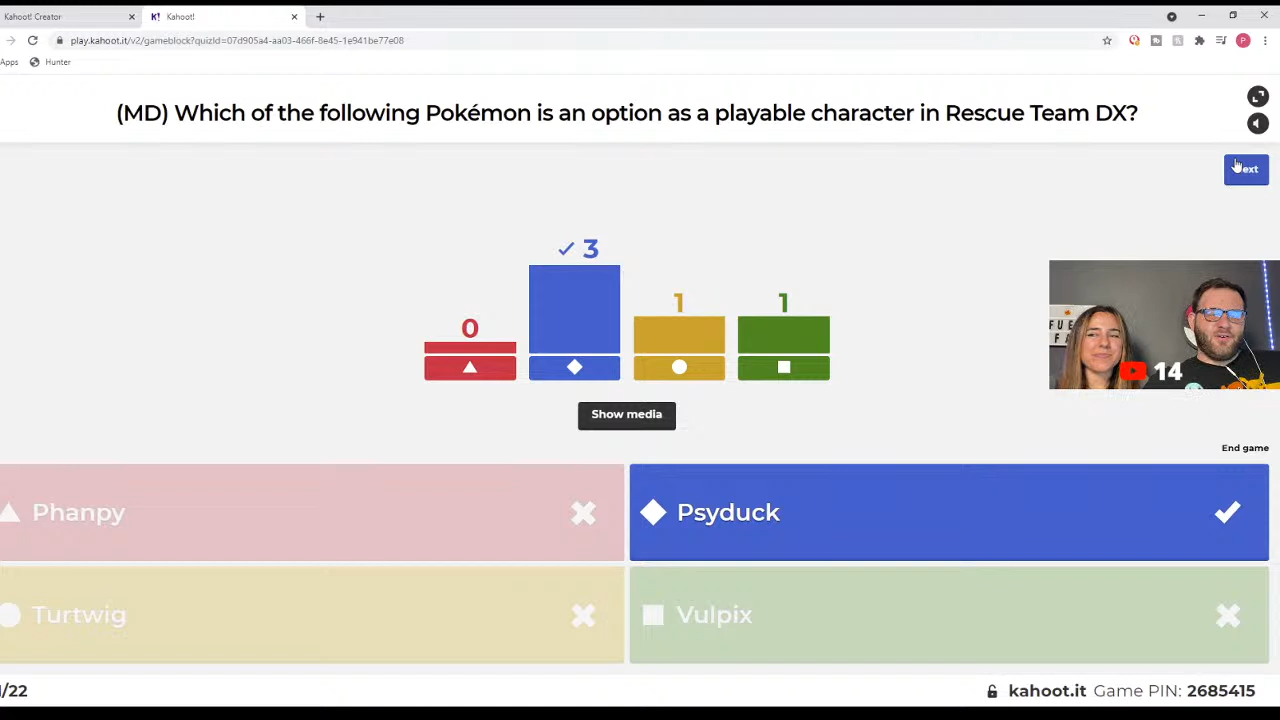 Kahoot! Creator
K! Kahoot!
play.kahoot.it/v2/gameblock?quizId=07d905a4-aa03-466f-8e45-1e941be77e08
P
Apps Hunter
(MD) Which of the following Pokémon is an option as a playable character in Rescue Team DX?
0
3
1
1
Show media
14
End game
Phanpy
Psyduck
Turtwig
Vulpix
/22
kahoot.it Game PIN: 2685415